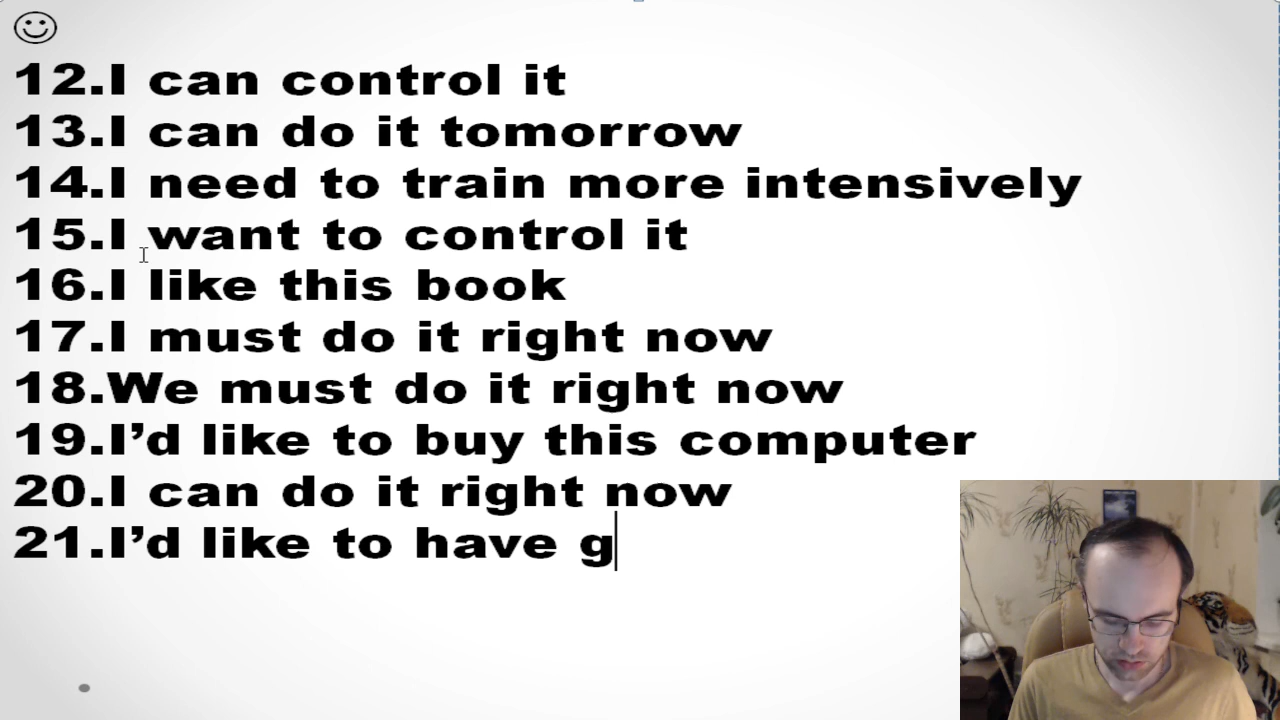 12.I can control it
13.I can do it tomorrow
14.I need to train more intensively
15.I want to control it
16.I like this book
17.I must do it right now
18.We must do it right now
19.I’d like to buy this computer
20.I can do it right now
21.I’d like to have g